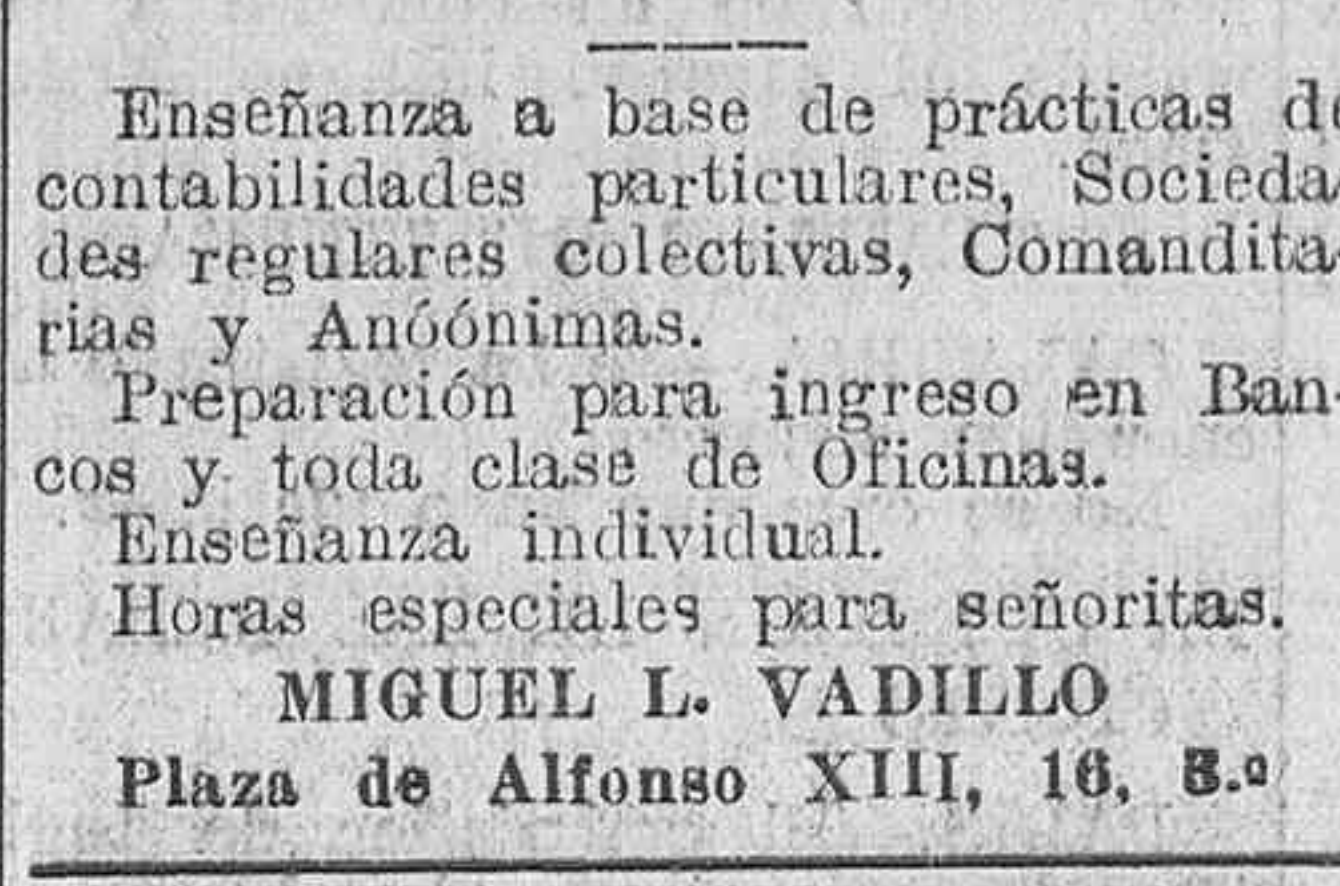 Enseñanza a base de prácticas de
contabilidades particulares, Socieda-
des regulares colectivas, Comandita-
rias y Anóónimas.
Preparación para ingreso en Ban-
cos y toda clase de Oficinas.
Enseñanza individual.
Horas especiales para señoritas.
MIGUEL L. VADILLO
Plaza de Alfonso XIII, 16,